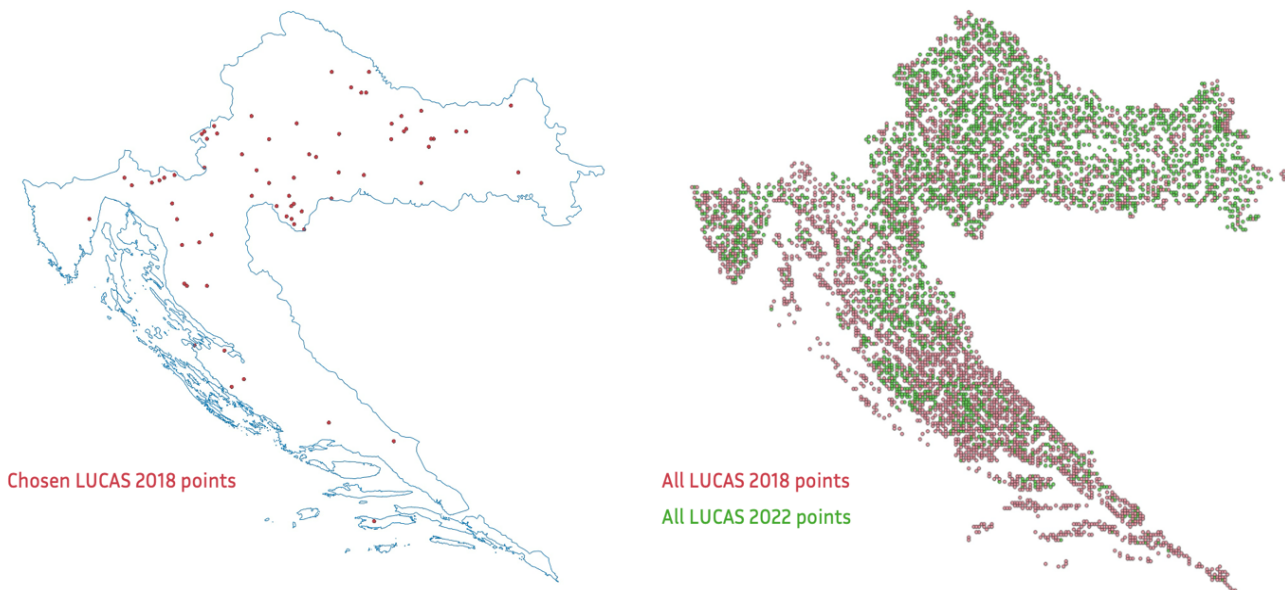 Chosen LUCAS 2018 points
All LUCAS 2018 points
All LUCAS 2022 points